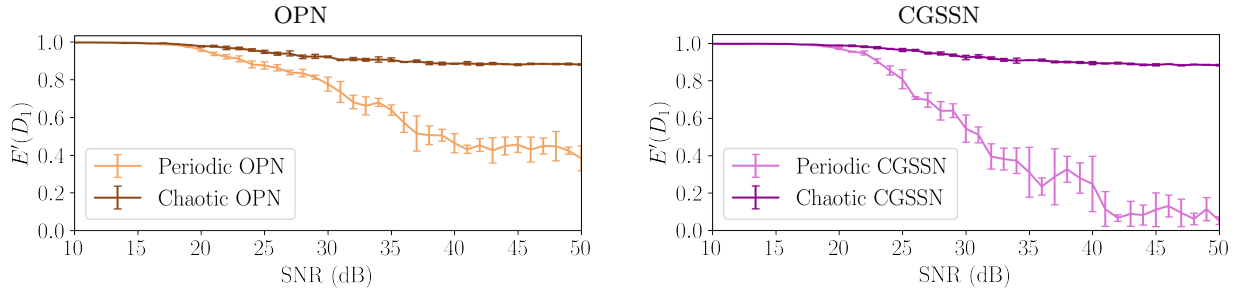 OPN
E′(D₁)
1.0
0.8
0.6
0.4
0.2
0.0
Periodic OPN
Chaotic OPN
10 15 20 25 30 35 40 45 50
SNR (dB)
CGSSN
E′(D₁)
1.0
0.8
0.6
0.4
0.2
0.0
Periodic CGSSN
Chaotic CGSSN
10 15 20 25 30 35 40 45 50
SNR (dB)